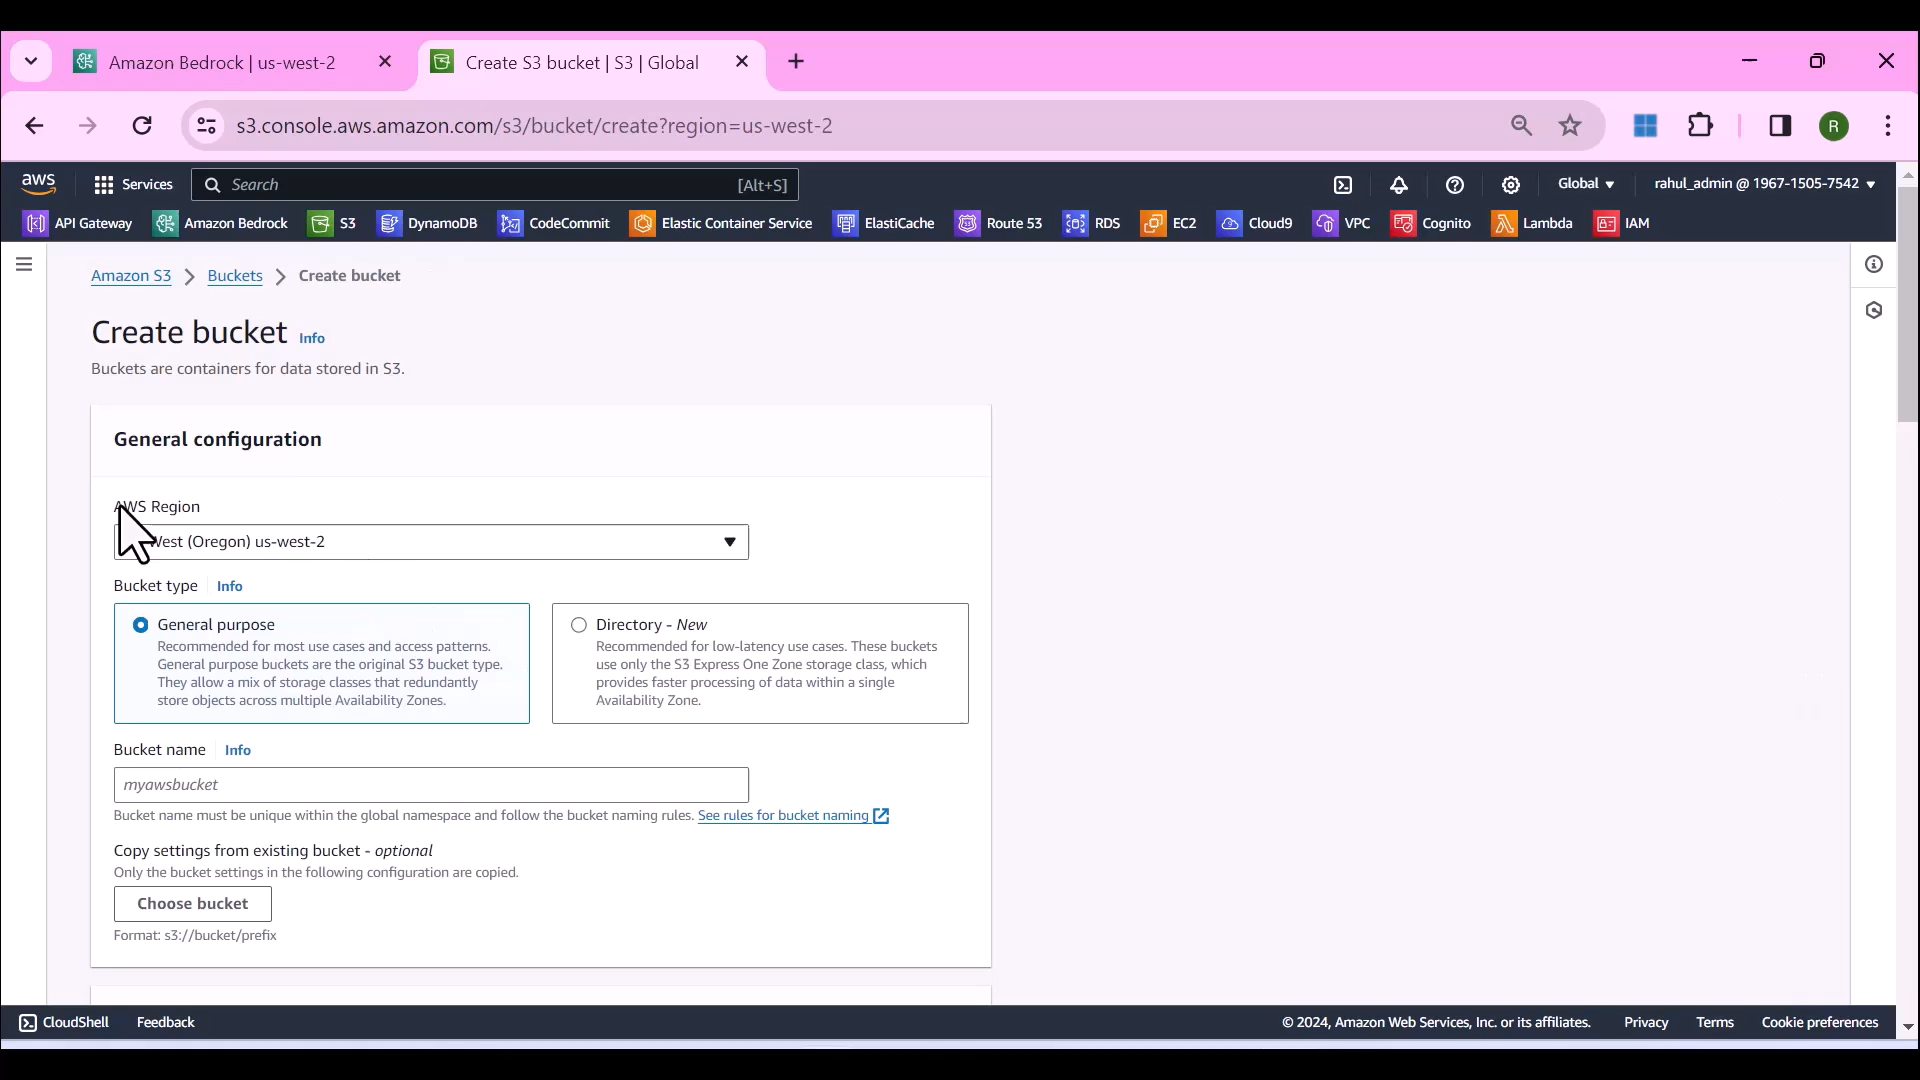 Amazon Bedrock | us-west-2
Create S3 bucket | S3 | Global
s3.console.aws.amazon.com/s3/bucket/create?region=us-west-2
R
aws
Services
Search
[Alt+S]
Global
rahul_admin @ 1967-1505-7542
API Gateway
Amazon Bedrock
S3
DynamoDB
CodeCommit
Elastic Container Service
ElastiCache
Route 53
RDS
EC2
Cloud9
VPC
Cognito
Lambda
IAM
Amazon S3 > Buckets > Create bucket
Create bucket Info
Buckets are containers for data stored in S3.
General configuration
AWS Region
West (Oregon) us-west-2
Bucket type Info
General purpose
Recommended for most use cases and access patterns.
General purpose buckets are the original S3 bucket type.
They allow a mix of storage classes that redundantly
store objects across multiple Availability Zones.
Directory - New
Recommended for low-latency use cases. These buckets
use only the S3 Express One Zone storage class, which
provides faster processing of data within a single
Availability Zone.
Bucket name Info
myawsbucket
Bucket name must be unique within the global namespace and follow the bucket naming rules. See rules for bucket naming
Copy settings from existing bucket - optional
Only the bucket settings in the following configuration are copied.
Choose bucket
Format: s3://bucket/prefix
CloudShell
Feedback
© 2024, Amazon Web Services, Inc. or its affiliates.
Privacy
Terms
Cookie preferences